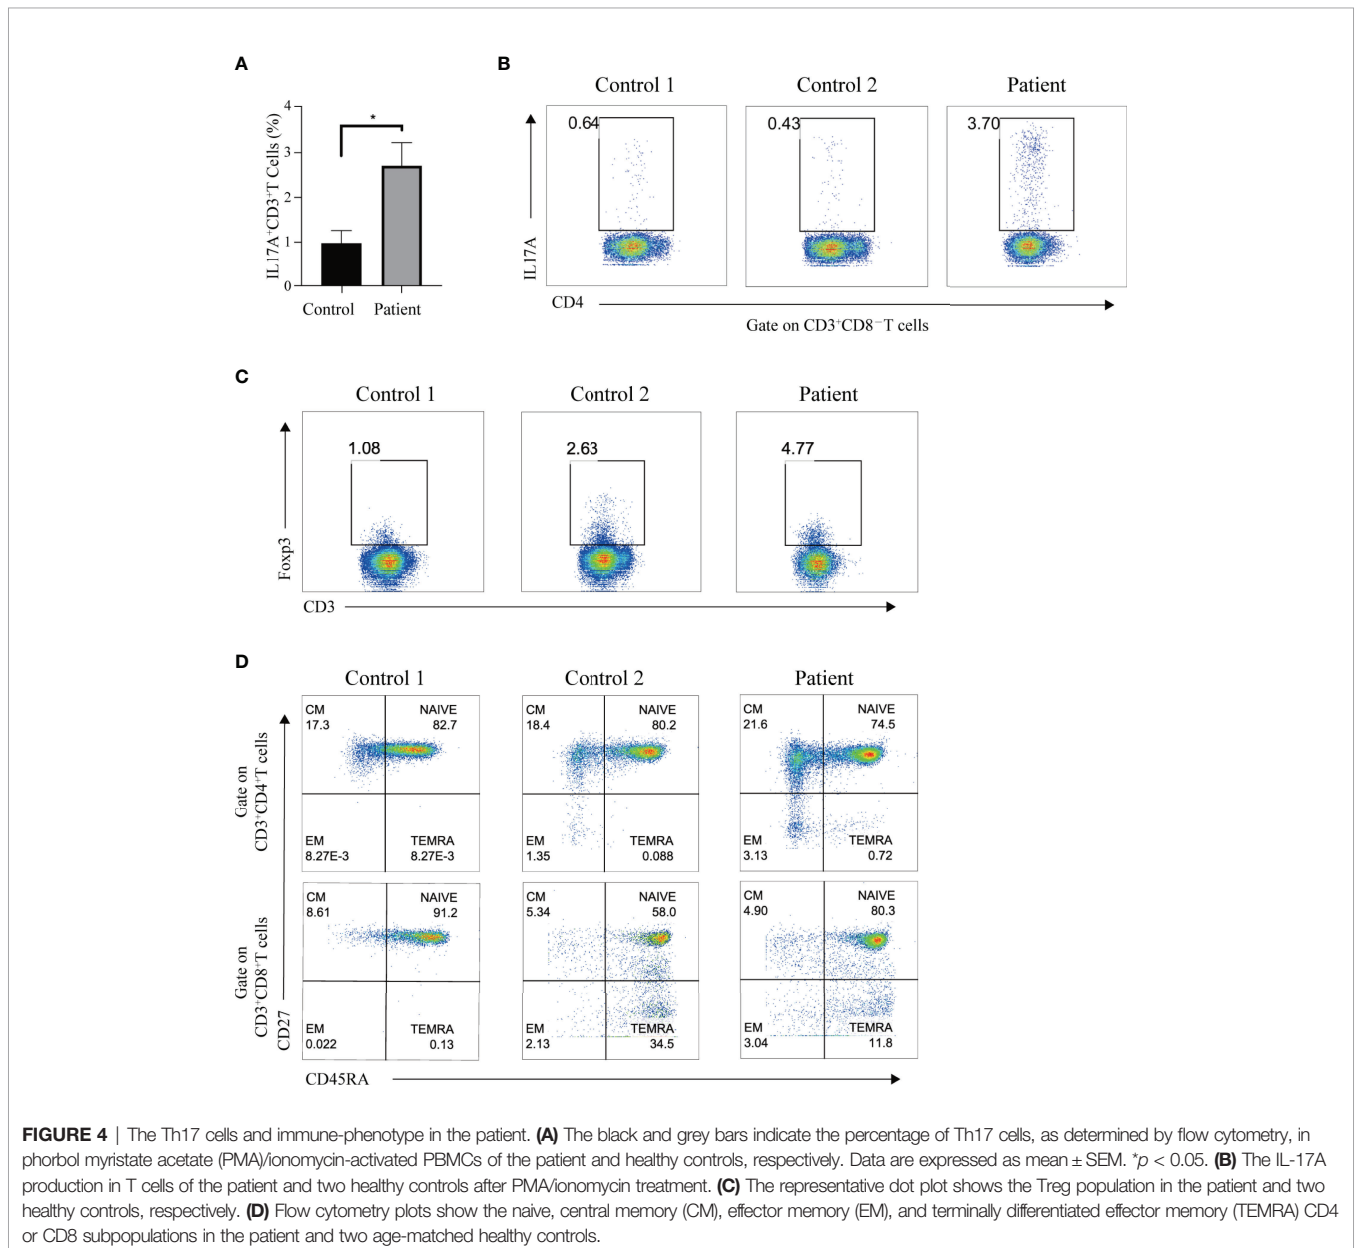 A
IL17A⁺CD3⁺T Cells (%)
4
3
2
1
0
*
Control Patient
B
Control 1 Control 2 Patient
0.64 0.43 3.70
IL17A
CD4
Gate on CD3⁺CD8⁻T cells
C
Control 1 Control 2 Patient
1.08 2.63 4.77
Foxp3
CD3
D
Control 1 Control 2 Patient
Gate on
CD3⁺CD4⁺T cells
CM NAIVE CM NAIVE CM NAIVE
17.3 82.7 18.4 80.2 21.6 74.5
EM TEMRA EM TEMRA EM TEMRA
8.27E-3 8.27E-3 1.35 0.088 3.13 0.72
Gate on
CD3⁺CD8⁺T cells
CD27
CM NAIVE CM NAIVE CM NAIVE
8.61 91.2 5.34 58.0 4.90 80.3
EM TEMRA EM TEMRA EM TEMRA
0.022 0.13 2.13 34.5 3.04 11.8
CD45RA
FIGURE 4 | The Th17 cells and immune-phenotype in the patient. (A) The black and grey bars indicate the percentage of Th17 cells, as determined by flow cytometry, in
phorbol myristate acetate (PMA)/ionomycin-activated PBMCs of the patient and healthy controls, respectively. Data are expressed as mean ± SEM. *p < 0.05. (B) The IL-17A
production in T cells of the patient and two healthy controls after PMA/ionomycin treatment. (C) The representative dot plot shows the Treg population in the patient and two
healthy controls, respectively. (D) Flow cytometry plots show the naive, central memory (CM), effector memory (EM), and terminally differentiated effector memory (TEMRA) CD4
or CD8 subpopulations in the patient and two age-matched healthy controls.